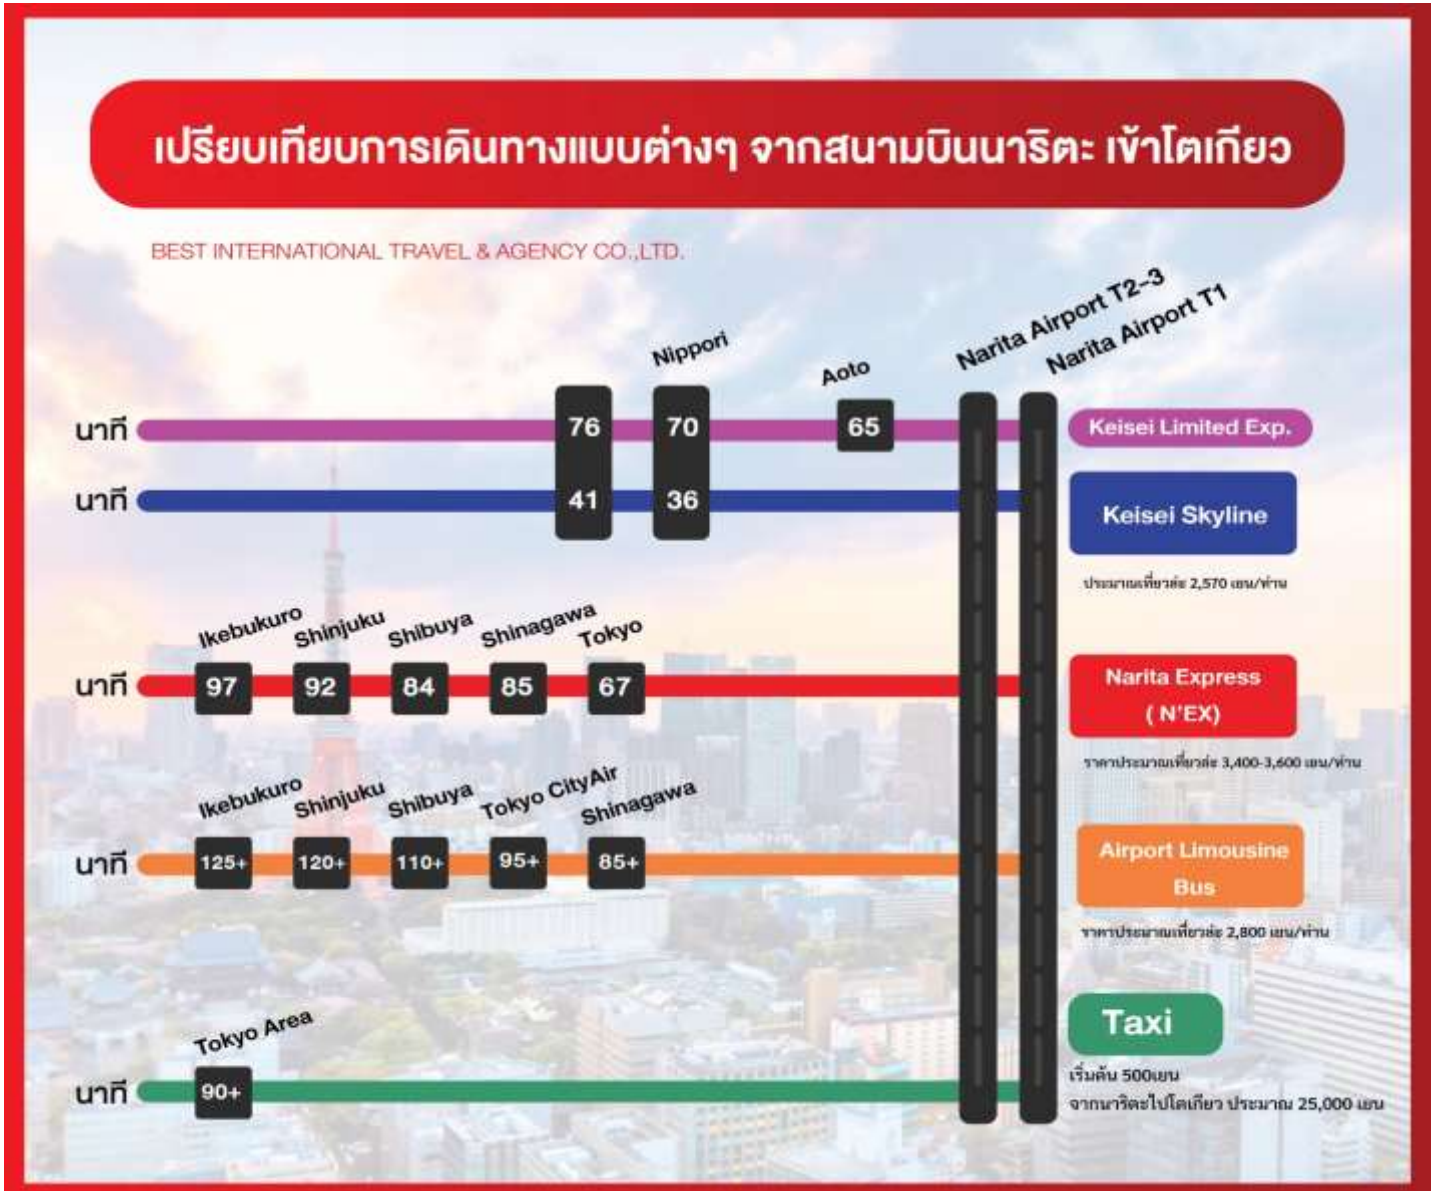 เปรียบเทียบการเดินทางแบบต่างๆ จากสนามบินนาริตะ เข้าโตเกียว
BEST INTERNATIONAL TRAVEL & AGENCY CO.,LTD.
Narita Airport T2-3
Narita Airport T1
Nippori
Aoto
นาที
76
70
65
Keisei Limited Exp.
นาที
41
36
Keisei Skyline
ประมาณเที่ยวล่ะ 2,570 เยน/ท่าน
Ikebukuro
Shinjuku
Shibuya
Shinagawa
Tokyo
นาที
97
92
84
85
67
Narita Express
( N'EX)
ราคาประมาณเที่ยวล่ะ 3,400-3,600 เยน/ท่าน
Ikebukuro
Shinjuku
Shibuya
Tokyo CityAir
Shinagawa
นาที
125+
120+
110+
95+
85+
Airport Limousine
Bus
ราคาประมาณเที่ยวล่ะ 2,800 เยน/ท่าน
Tokyo Area
นาที
90+
Taxi
เริ่มต้น 500เยน
จากนาริตะไปโตเกียว ประมาณ 25,000 เยน